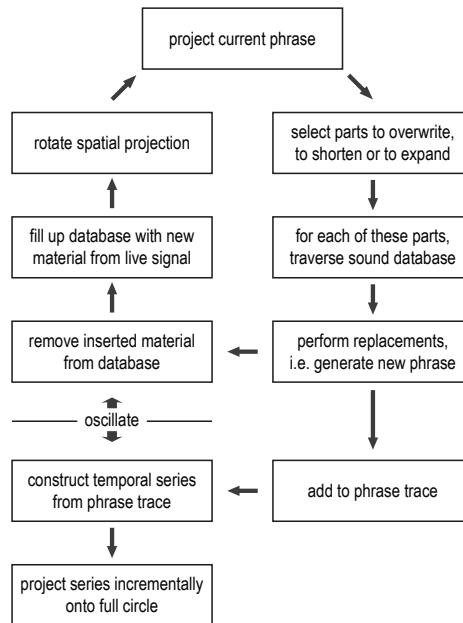 project current phrase
rotate spatial projection
select parts to overwrite,
to shorten or to expand
fill up database with new
material from live signal
for each of these parts,
traverse sound database
remove inserted material
from database
perform replacements,
i.e. generate new phrase
oscillate
construct temporal series
from phrase trace
add to phrase trace
project series incrementally
onto full circle